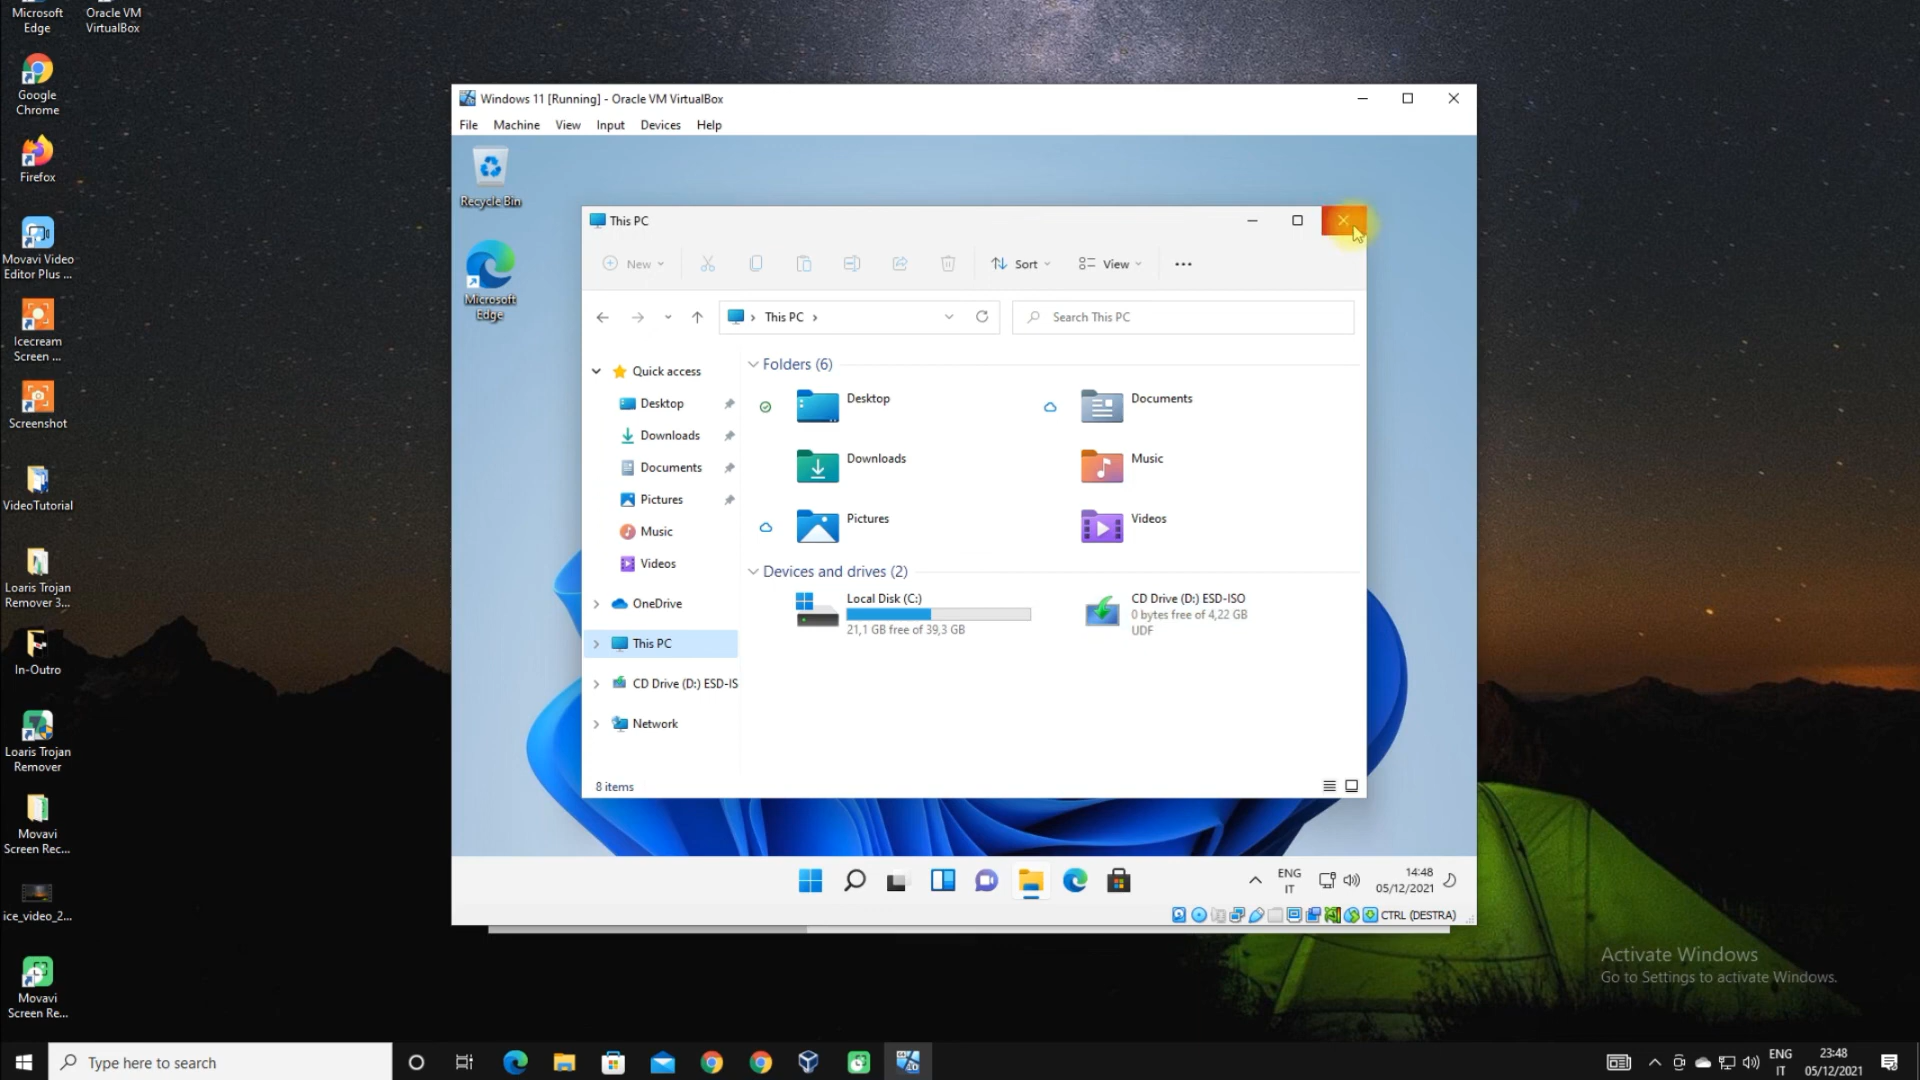 Microsoft
Edge
Oracle VM
VirtualBox
Google
Chrome
Firefox
Movavi Video
Editor Plus ...
Icecream
Screen ...
Screenshot
VideoTutorial
Loaris Trojan
Remover 3...
In-Outro
Loaris Trojan
Remover
Movavi
Screen Rec...
ice_video_2...
Movavi
Screen Re...
Windows 11 [Running] - Oracle VM VirtualBox
File Machine View Input Devices Help
Recycle Bin
Microsoft
Edge
This PC
New
Sort
View
This PC
Search This PC
Quick access
Desktop
Downloads
Documents
Pictures
Music
Videos
OneDrive
This PC
CD Drive (D:) ESD-IS
Network
Folders (6)
Desktop
Documents
Downloads
Music
Pictures
Videos
Devices and drives (2)
Local Disk (C:)
21,1 GB free of 39,3 GB
CD Drive (D:) ESD-ISO
0 bytes free of 4,22 GB
UDF
8 items
ENG
IT
14:48
05/12/2021
CTRL (DESTRA)
Activate Windows
Go to Settings to activate Windows.
Type here to search
ENG
IT
23:48
05/12/2021